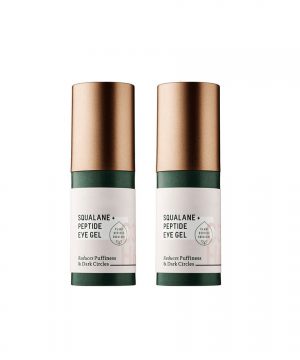 SQUALANE +
PEPTIDE
EYE GEL
Reduces Puffiness
& Dark Circles
SQUALANE +
PEPTIDE
EYE GEL
Reduces Puffiness
& Dark Circles